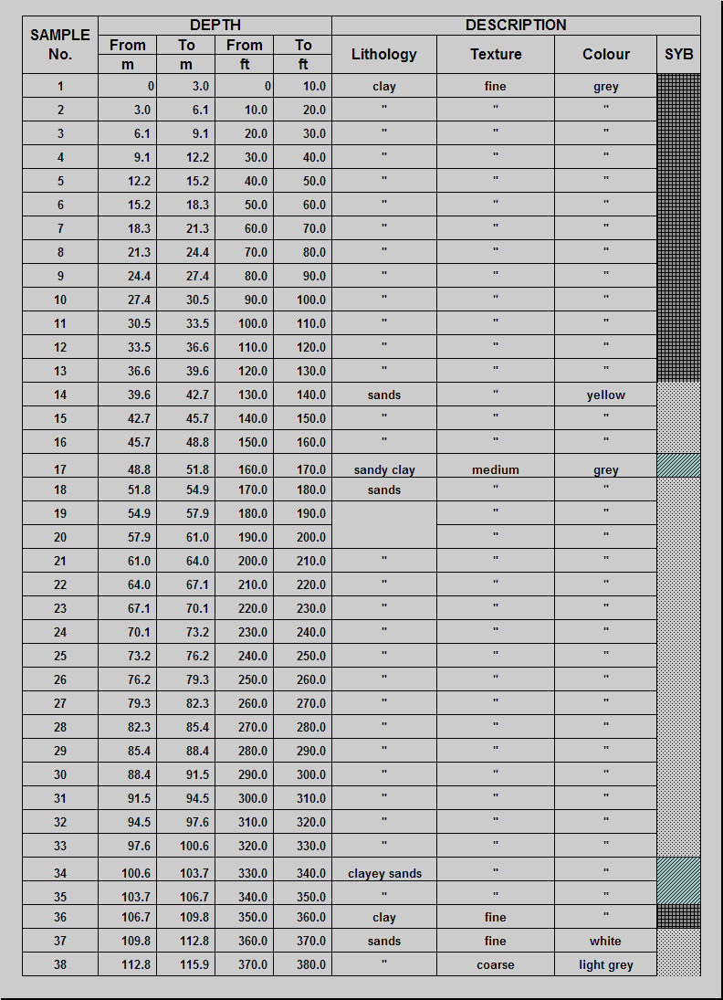 SAMPLE No. DEPTH DESCRIPTION
From To From To Lithology Texture Colour SYB
m m ft ft
1 0 3.0 0 10.0 clay fine grey
2 3.0 6.1 10.0 20.0 " " "
3 6.1 9.1 20.0 30.0 " " "
4 9.1 12.2 30.0 40.0 " " "
5 12.2 15.2 40.0 50.0 " " "
6 15.2 18.3 50.0 60.0 " " "
7 18.3 21.3 60.0 70.0 " " "
8 21.3 24.4 70.0 80.0 " " "
9 24.4 27.4 80.0 90.0 " " "
10 27.4 30.5 90.0 100.0 " " "
11 30.5 33.5 100.0 110.0 " " "
12 33.5 36.6 110.0 120.0 " " "
13 36.6 39.6 120.0 130.0 " " "
14 39.6 42.7 130.0 140.0 sands " yellow
15 42.7 45.7 140.0 150.0 " " "
16 45.7 48.8 150.0 160.0 " " "
17 48.8 51.8 160.0 170.0 sandy clay medium grey
18 51.8 54.9 170.0 180.0 sands " "
19 54.9 57.9 180.0 190.0 " "
20 57.9 61.0 190.0 200.0 " "
21 61.0 64.0 200.0 210.0 " " "
22 64.0 67.1 210.0 220.0 " " "
23 67.1 70.1 220.0 230.0 " " "
24 70.1 73.2 230.0 240.0 " " "
25 73.2 76.2 240.0 250.0 " " "
26 76.2 79.3 250.0 260.0 " " "
27 79.3 82.3 260.0 270.0 " " "
28 82.3 85.4 270.0 280.0 " " "
29 85.4 88.4 280.0 290.0 " " "
30 88.4 91.5 290.0 300.0 " " "
31 91.5 94.5 300.0 310.0 " " "
32 94.5 97.6 310.0 320.0 " " "
33 97.6 100.6 320.0 330.0 " " "
34 100.6 103.7 330.0 340.0 clayey sands " "
35 103.7 106.7 340.0 350.0 " " "
36 106.7 109.8 350.0 360.0 clay fine "
37 109.8 112.8 360.0 370.0 sands fine white
38 112.8 115.9 370.0 380.0 " coarse light grey